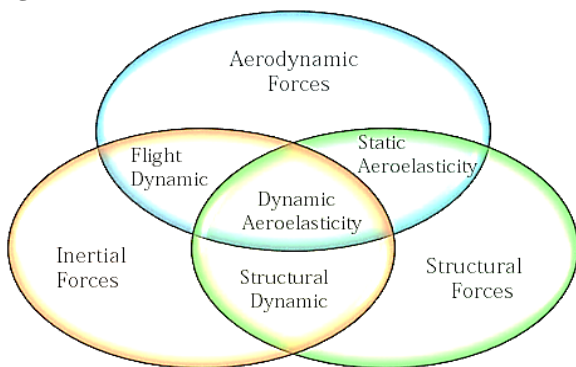 Aerodynamic
Forces
Flight
Dynamic
Static
Aeroelasticity
Dynamic
Aeroelasticity
Inertial
Forces
Structural
Dynamic
Structural
Forces